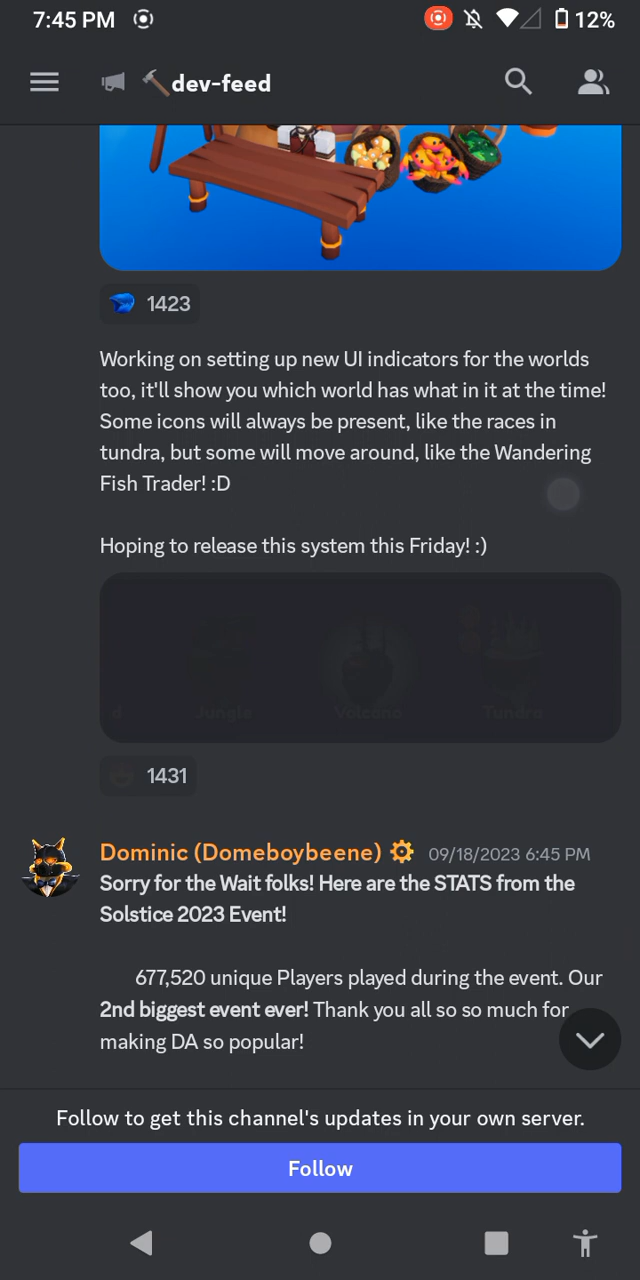 7:45 PM
12%
dev-feed
1423
Working on setting up new UI indicators for the worlds
too, it'll show you which world has what in it at the time!
Some icons will always be present, like the races in
tundra, but some will move around, like the Wandering
Fish Trader! :D
Hoping to release this system this Friday! :)
d Jungle Volcano Tundra
1431
Dominic (Domeboybeene) 09/18/2023 6:45 PM
Sorry for the Wait folks! Here are the STATS from the
Solstice 2023 Event!
677,520 unique Players played during the event. Our
2nd biggest event ever! Thank you all so so much for
making DA so popular!
Follow to get this channel's updates in your own server.
Follow